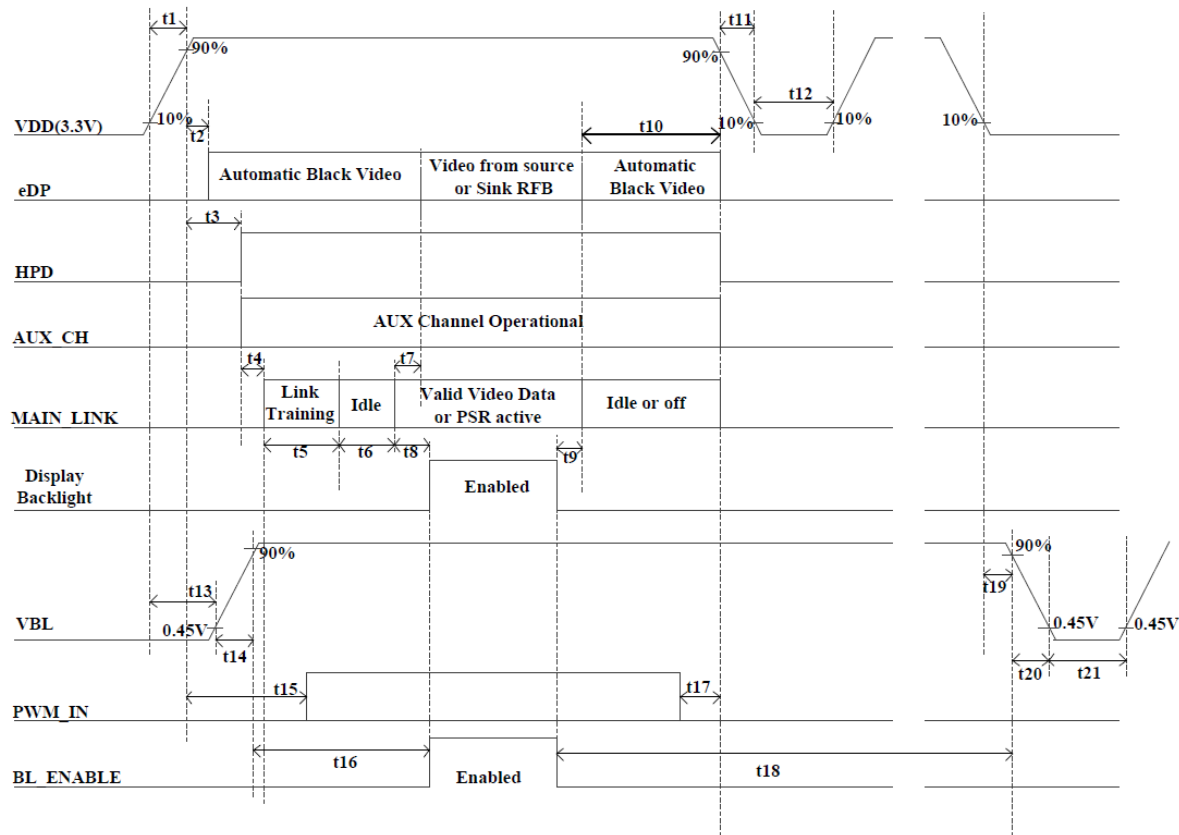 t1
t11
90%
90%
t12
t10
10%
10%
10%
10%
VDD(3.3V)
t2
Automatic Black Video
Video from source
or Sink RFB
Automatic
Black Video
eDP
t3
HPD
AUX Channel Operational
AUX_CH
t4
t7
Link
Training
Idle
Valid Video Data
or PSR active
Idle or off
MAIN_LINK
t5
t6
t8
t9
Display
Backlight
Enabled
90%
90%
t13
t19
VBL
0.45V
0.45V
0.45V
t14
t20
t21
t15
t17
PWM_IN
t16
t18
BL_ENABLE
Enabled